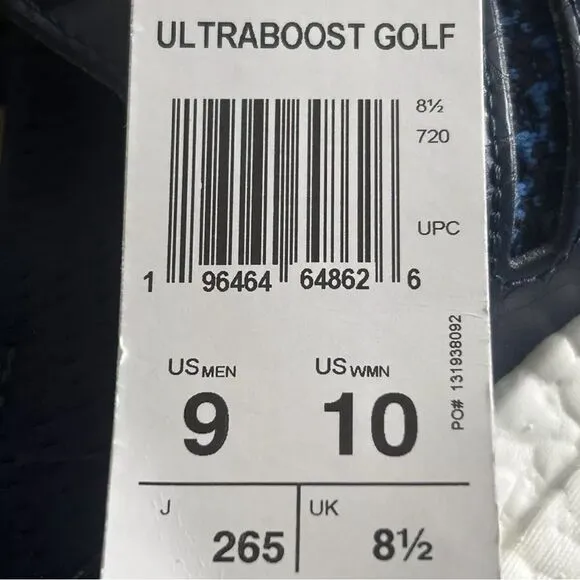 ULTRABOOST GOLF
8½
720
UPC
1 96464 64862 6
PO# 131938092
US MEN
9
US WMN
10
J
265
UK
8½